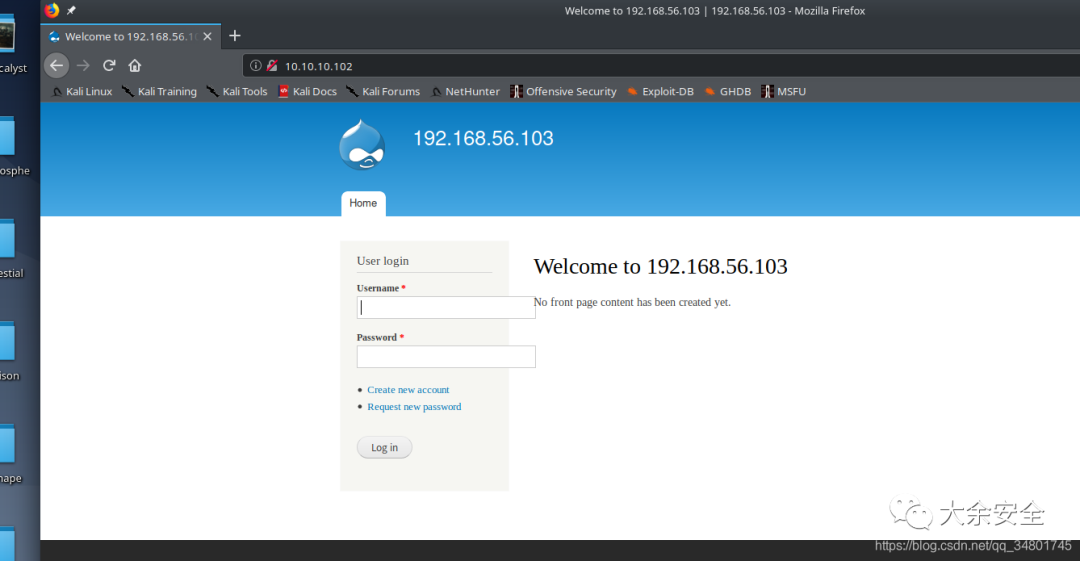 Welcome to 192.168.56.103 | 192.168.56.103 - Mozilla Firefox
Welcome to 192.168.56.1
10.10.10.102
Kali Linux Kali Training Kali Tools Kali Docs Kali Forums NetHunter Offensive Security Exploit-DB GHDB MSFU
calyst
osphe
estial
ison
hape
192.168.56.103
Home
User login
Username *
Password *
Create new account
Request new password
Log in
Welcome to 192.168.56.103
No front page content has been created yet.
大余安全
https://blog.csdn.net/qq_34801745